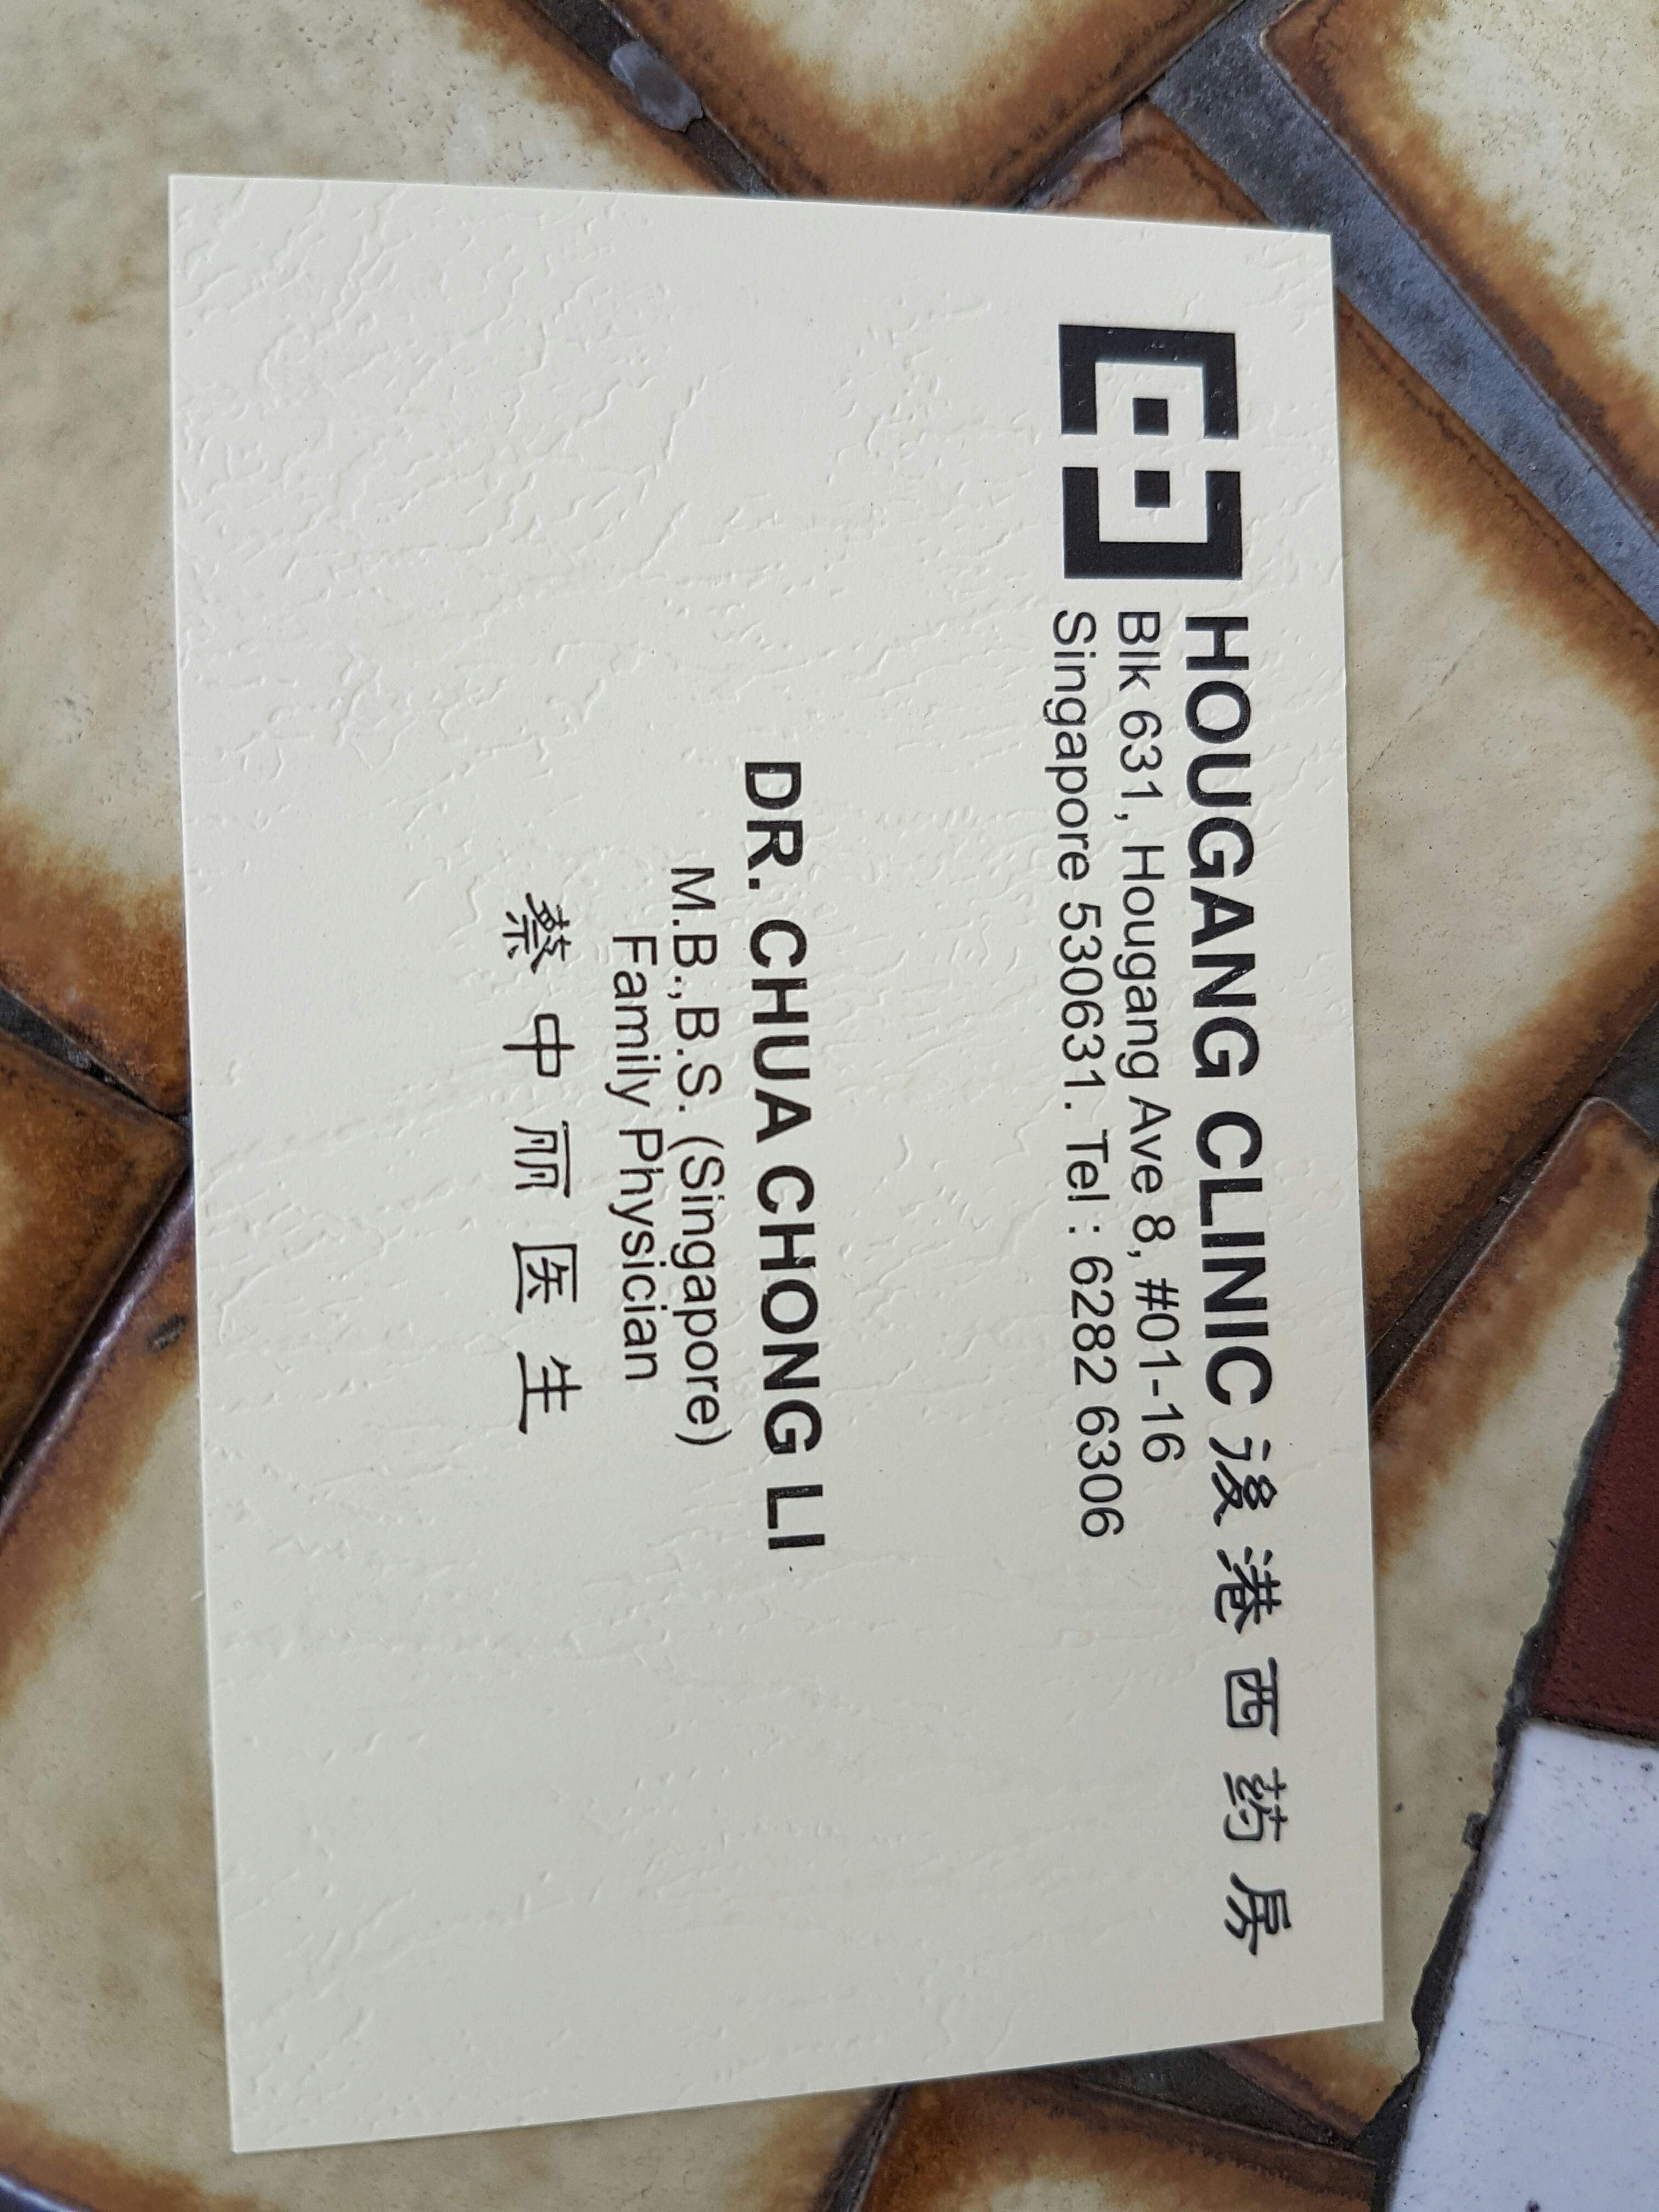 HOUGANG CLINIC 後港西药房
Blk 631, Hougang Ave 8, #01-16
Singapore 530631. Tel : 6282 6306
DR. CHUA CHONG LI
M.B.,B.S. (Singapore)
Family Physician
蔡中丽医生